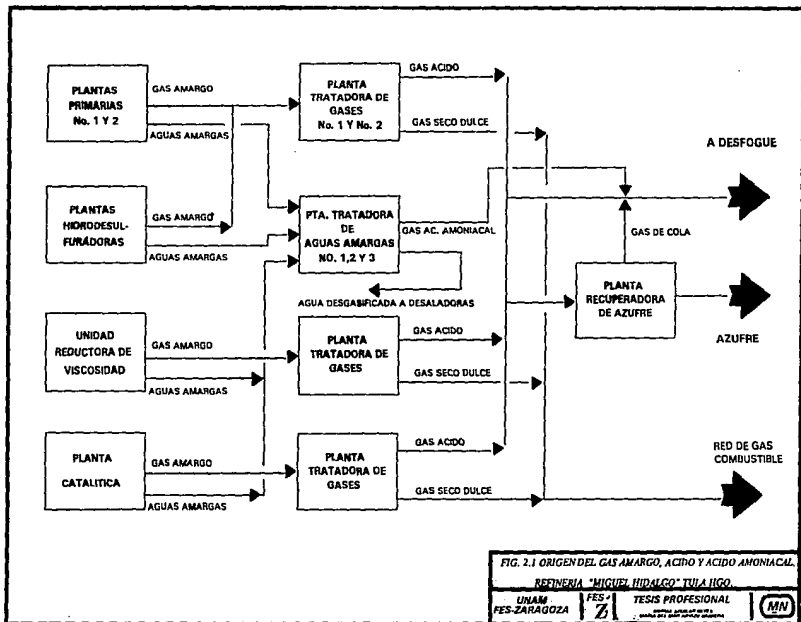 GAS ACIDO
PLANTAS
PRIMARIAS
No. 1 Y 2
GAS AMARGO
AGUAS AMARGAS
PLANTA
TRATADORA DE
GASES
No. 1 Y No. 2
GAS SECO DULCE
A DESFOGUE
PLANTAS
HIDRODESUL-
FURADORAS
GAS AMARGO
AGUAS AMARGAS
PTA. TRATADORA
DE
AGUAS AMARGAS
NO. 1,2 Y 3
GAS AC. AMONIACAL
GAS DE COLA
AGUA DESGASIFICADA A DESALADORAS
PLANTA
RECUPERADORA
DE AZUFRE
AZUFRE
UNIDAD
REDUCTORA DE
VISCOSIDAD
GAS AMARGO
AGUAS AMARGAS
PLANTA
TRATADORA DE
GASES
GAS ACIDO
GAS SECO DULCE
PLANTA
CATALITICA
GAS AMARGO
AGUAS AMARGAS
PLANTA
TRATADORA DE
GASES
GAS ACIDO
GAS SECO DULCE
RED DE GAS
COMBUSTIBLE
FIG. 2.1 ORIGEN DEL GAS AMARGO, ACIDO Y ACIDO AMONIACAL,
REFINERIA "MIGUEL HIDALGO" TULA HGO.
UNAM
FES-ZARAGOZA
FES
Z
TESIS PROFESIONAL
MN